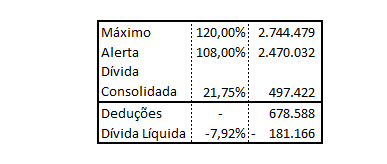 Máximo 120,00% 2.744.479
Alerta 108,00% 2.470.032
Dívida
Consolidada 21,75% 497.422
Deduções - 678.588
Dívida Líquida -7,92% - 181.166